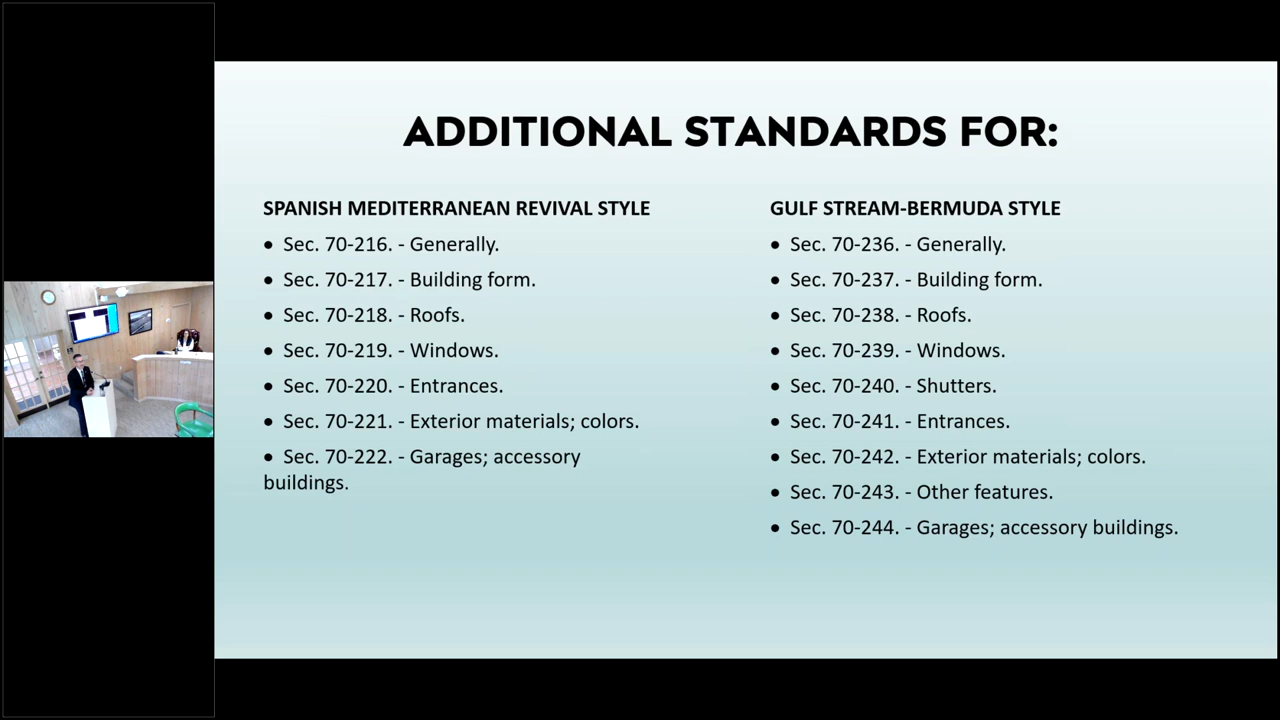 ADDITIONAL STANDARDS FOR:
SPANISH MEDITERRANEAN REVIVAL STYLE
• Sec. 70-216. - Generally.
• Sec. 70-217. - Building form.
• Sec. 70-218. - Roofs.
• Sec. 70-219. - Windows.
• Sec. 70-220. - Entrances.
• Sec. 70-221. - Exterior materials; colors.
• Sec. 70-222. - Garages; accessory
buildings.
GULF STREAM-BERMUDA STYLE
• Sec. 70-236. - Generally.
• Sec. 70-237. - Building form.
• Sec. 70-238. - Roofs.
• Sec. 70-239. - Windows.
• Sec. 70-240. - Shutters.
• Sec. 70-241. - Entrances.
• Sec. 70-242. - Exterior materials; colors.
• Sec. 70-243. - Other features.
• Sec. 70-244. - Garages; accessory buildings.